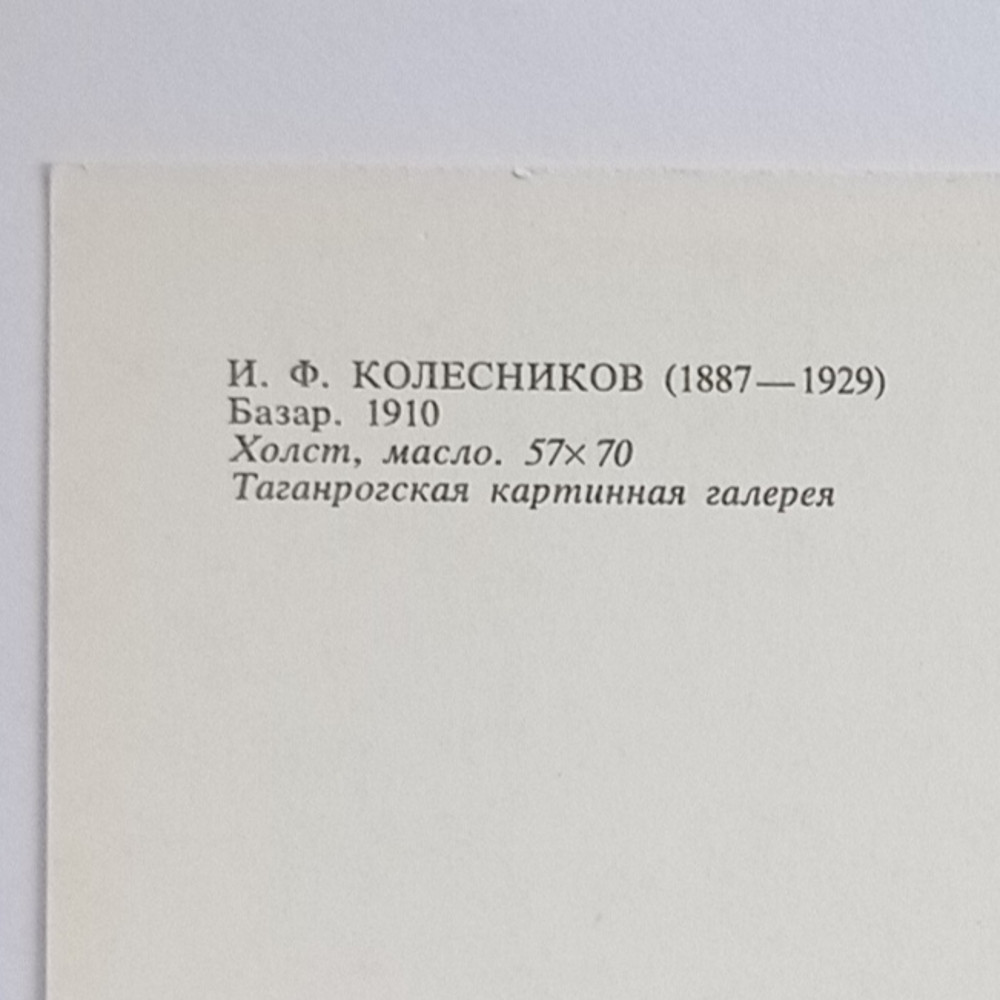 И. Ф. КОЛЕСНИКОВ (1887—1929)
Базар. 1910
Холст, масло. 57×70
Таганрогская картинная галерея